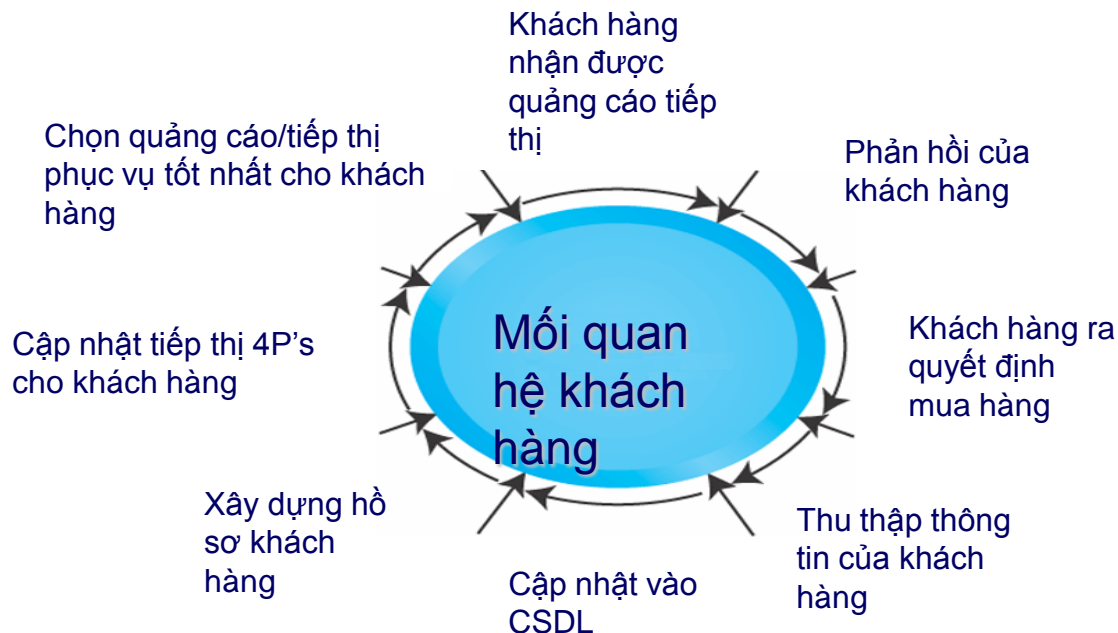 Khách hàng
nhận được
quảng cáo tiếp
thị
Chọn quảng cáo/tiếp thị
phục vụ tốt nhất cho khách
hàng
Phản hồi của
khách hàng
Cập nhật tiếp thị 4P’s
cho khách hàng
Mối quan
hệ khách
hàng
Khách hàng ra
quyết định
mua hàng
Xây dựng hồ
sơ khách
hàng
Cập nhật vào
CSDL
Thu thập thông
tin của khách
hàng